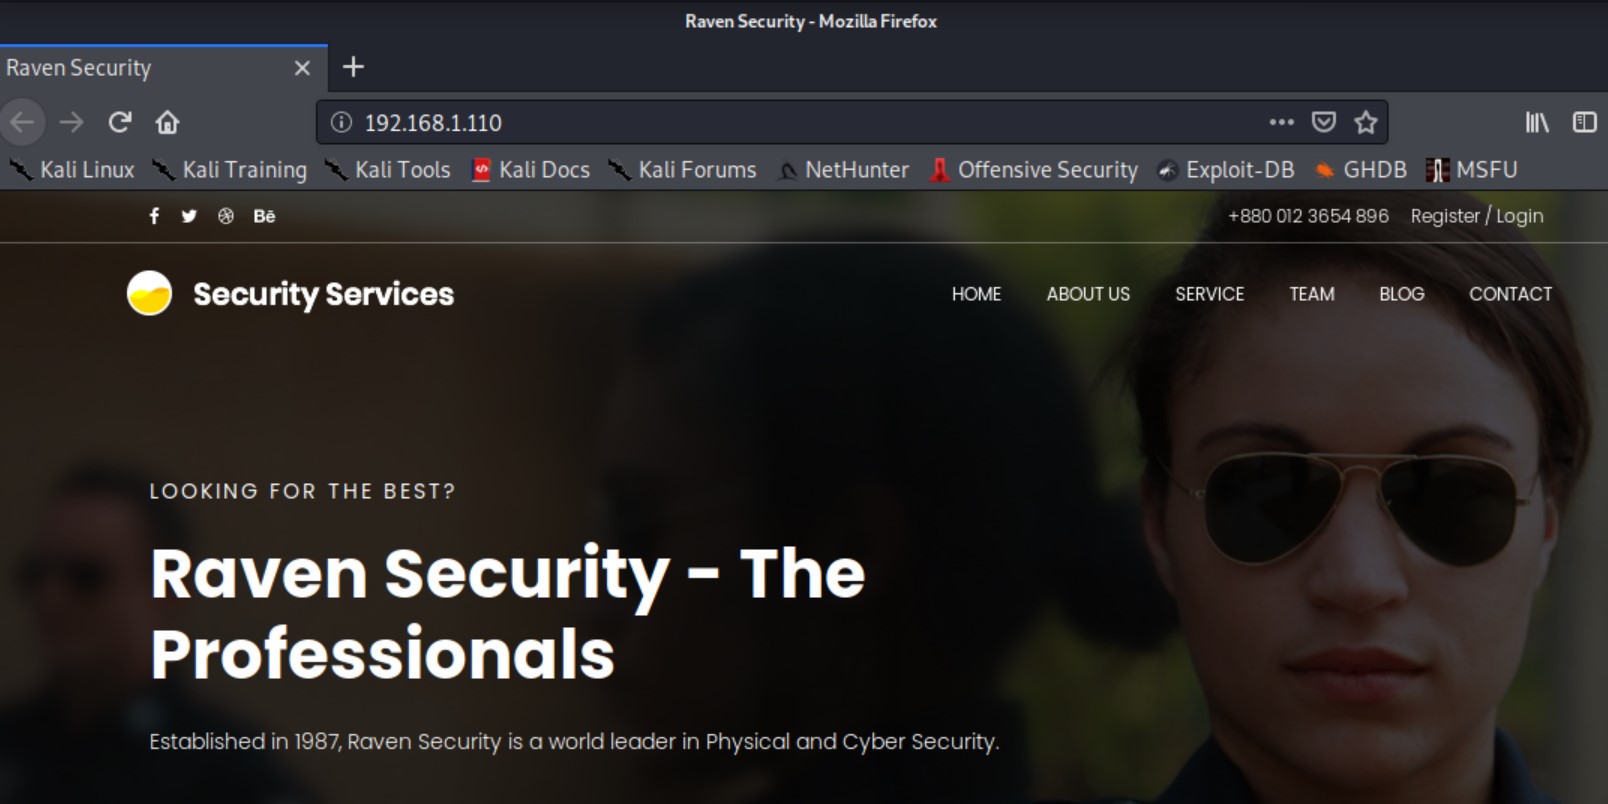 Raven Security - Mozilla Firefox
Raven Security
192.168.1.110
Kali Linux Kali Training Kali Tools Kali Docs Kali Forums NetHunter Offensive Security Exploit-DB GHDB MSFU
Bē +880 012 3654 896 Register / Login
Security Services HOME ABOUT US SERVICE TEAM BLOG CONTACT
LOOKING FOR THE BEST?
Raven Security - The
Professionals
Established in 1987, Raven Security is a world leader in Physical and Cyber Security.